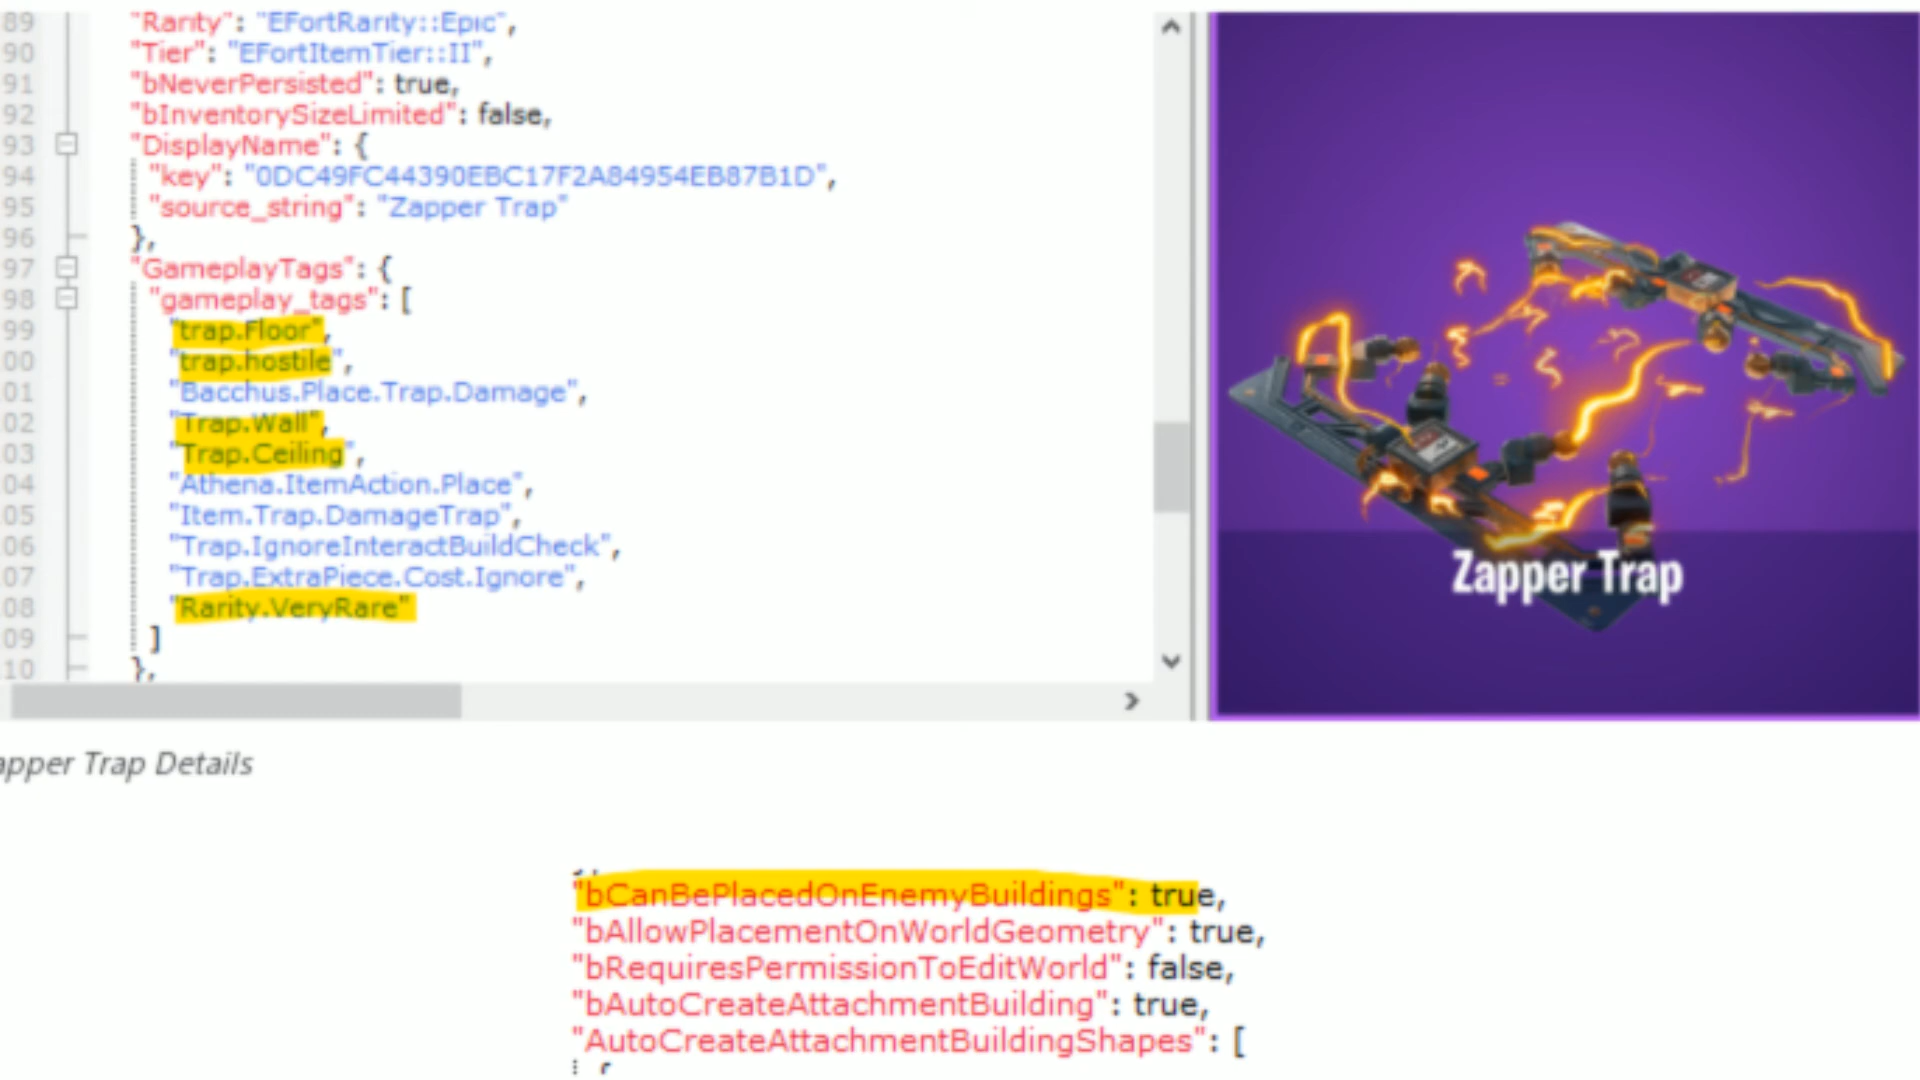 89 "Rarity": "EFortRarity::Epic",
90 "Tier": "EFortItemTier::II",
91 "bNeverPersisted": true,
92 "bInventorySizeLimited": false,
93 "DisplayName": {
94 "key": "0DC49FC44390EBC17F2A84954EB87B1D",
95 "source_string": "Zapper Trap"
96 },
97 "GameplayTags": {
98 "gameplay_tags": [
99 "trap.Floor",
00 "trap.hostile",
01 "Bacchus.Place.Trap.Damage",
02 "Trap.Wall",
03 "Trap.Ceiling",
04 "Athena.ItemAction.Place",
05 "Item.Trap.DamageTrap",
06 "Trap.IgnoreInteractBuildCheck",
07 "Trap.ExtraPiece.Cost.Ignore",
08 "Rarity.VeryRare"
09 ]
10 },
Zapper Trap
apper Trap Details
"bCanBePlacedOnEnemyBuildings": true,
"bAllowPlacementOnWorldGeometry": true,
"bRequiresPermissionToEditWorld": false,
"bAutoCreateAttachmentBuilding": true,
"AutoCreateAttachmentBuildingShapes": [